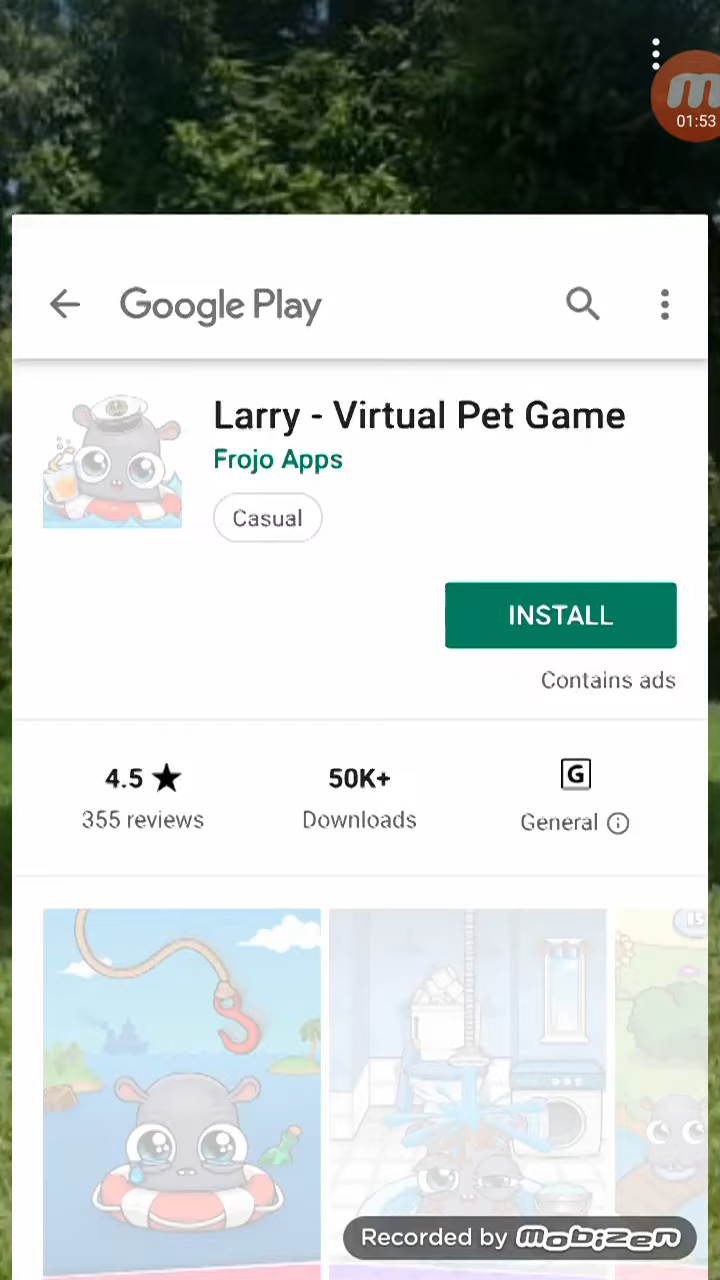 01:53
Google Play
Larry - Virtual Pet Game
Frojo Apps
Casual
INSTALL
Contains ads
4.5 ★
50K+
G
355 reviews
Downloads
General
15
Recorded by mobizen